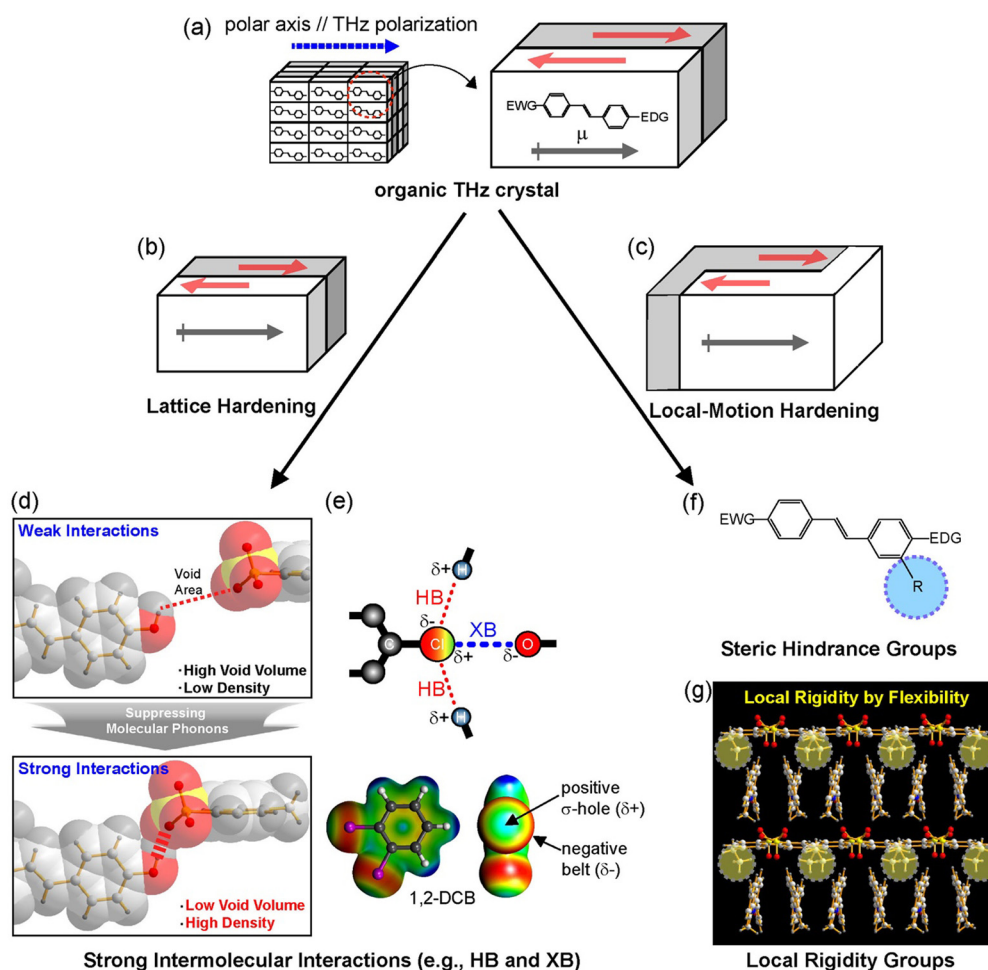 (a)
polar axis // THz polarization
EWG
EDG
μ
organic THz crystal
(b)
Lattice Hardening
(c)
Local-Motion Hardening
(d)
Weak Interactions
Void
Area
·High Void Volume
·Low Density
Suppressing
Molecular Phonons
Strong Interactions
·Low Void Volume
·High Density
(e)
H
δ+
HB
δ-
XB
C
Cl
O
δ+
δ-
HB
δ+
H
positive
σ-hole (δ+)
negative
belt (δ-)
1,2-DCB
Strong Intermolecular Interactions (e.g., HB and XB)
(f)
EWG
EDG
R
Steric Hindrance Groups
(g)
Local Rigidity by Flexibility
Local Rigidity Groups